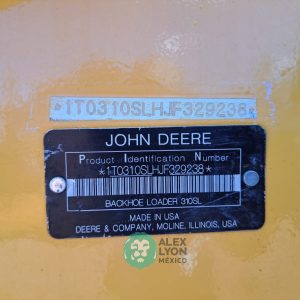 *1T0310SLHJF329238*
JOHN DEERE
Product Identification Number
*1T0310SLHJF329238*
BACKHOE LOADER 310SL
MADE IN USA
DEERE & COMPANY, MOLINE, ILLINOIS, USA
ALEX
LYON
MÉXICO